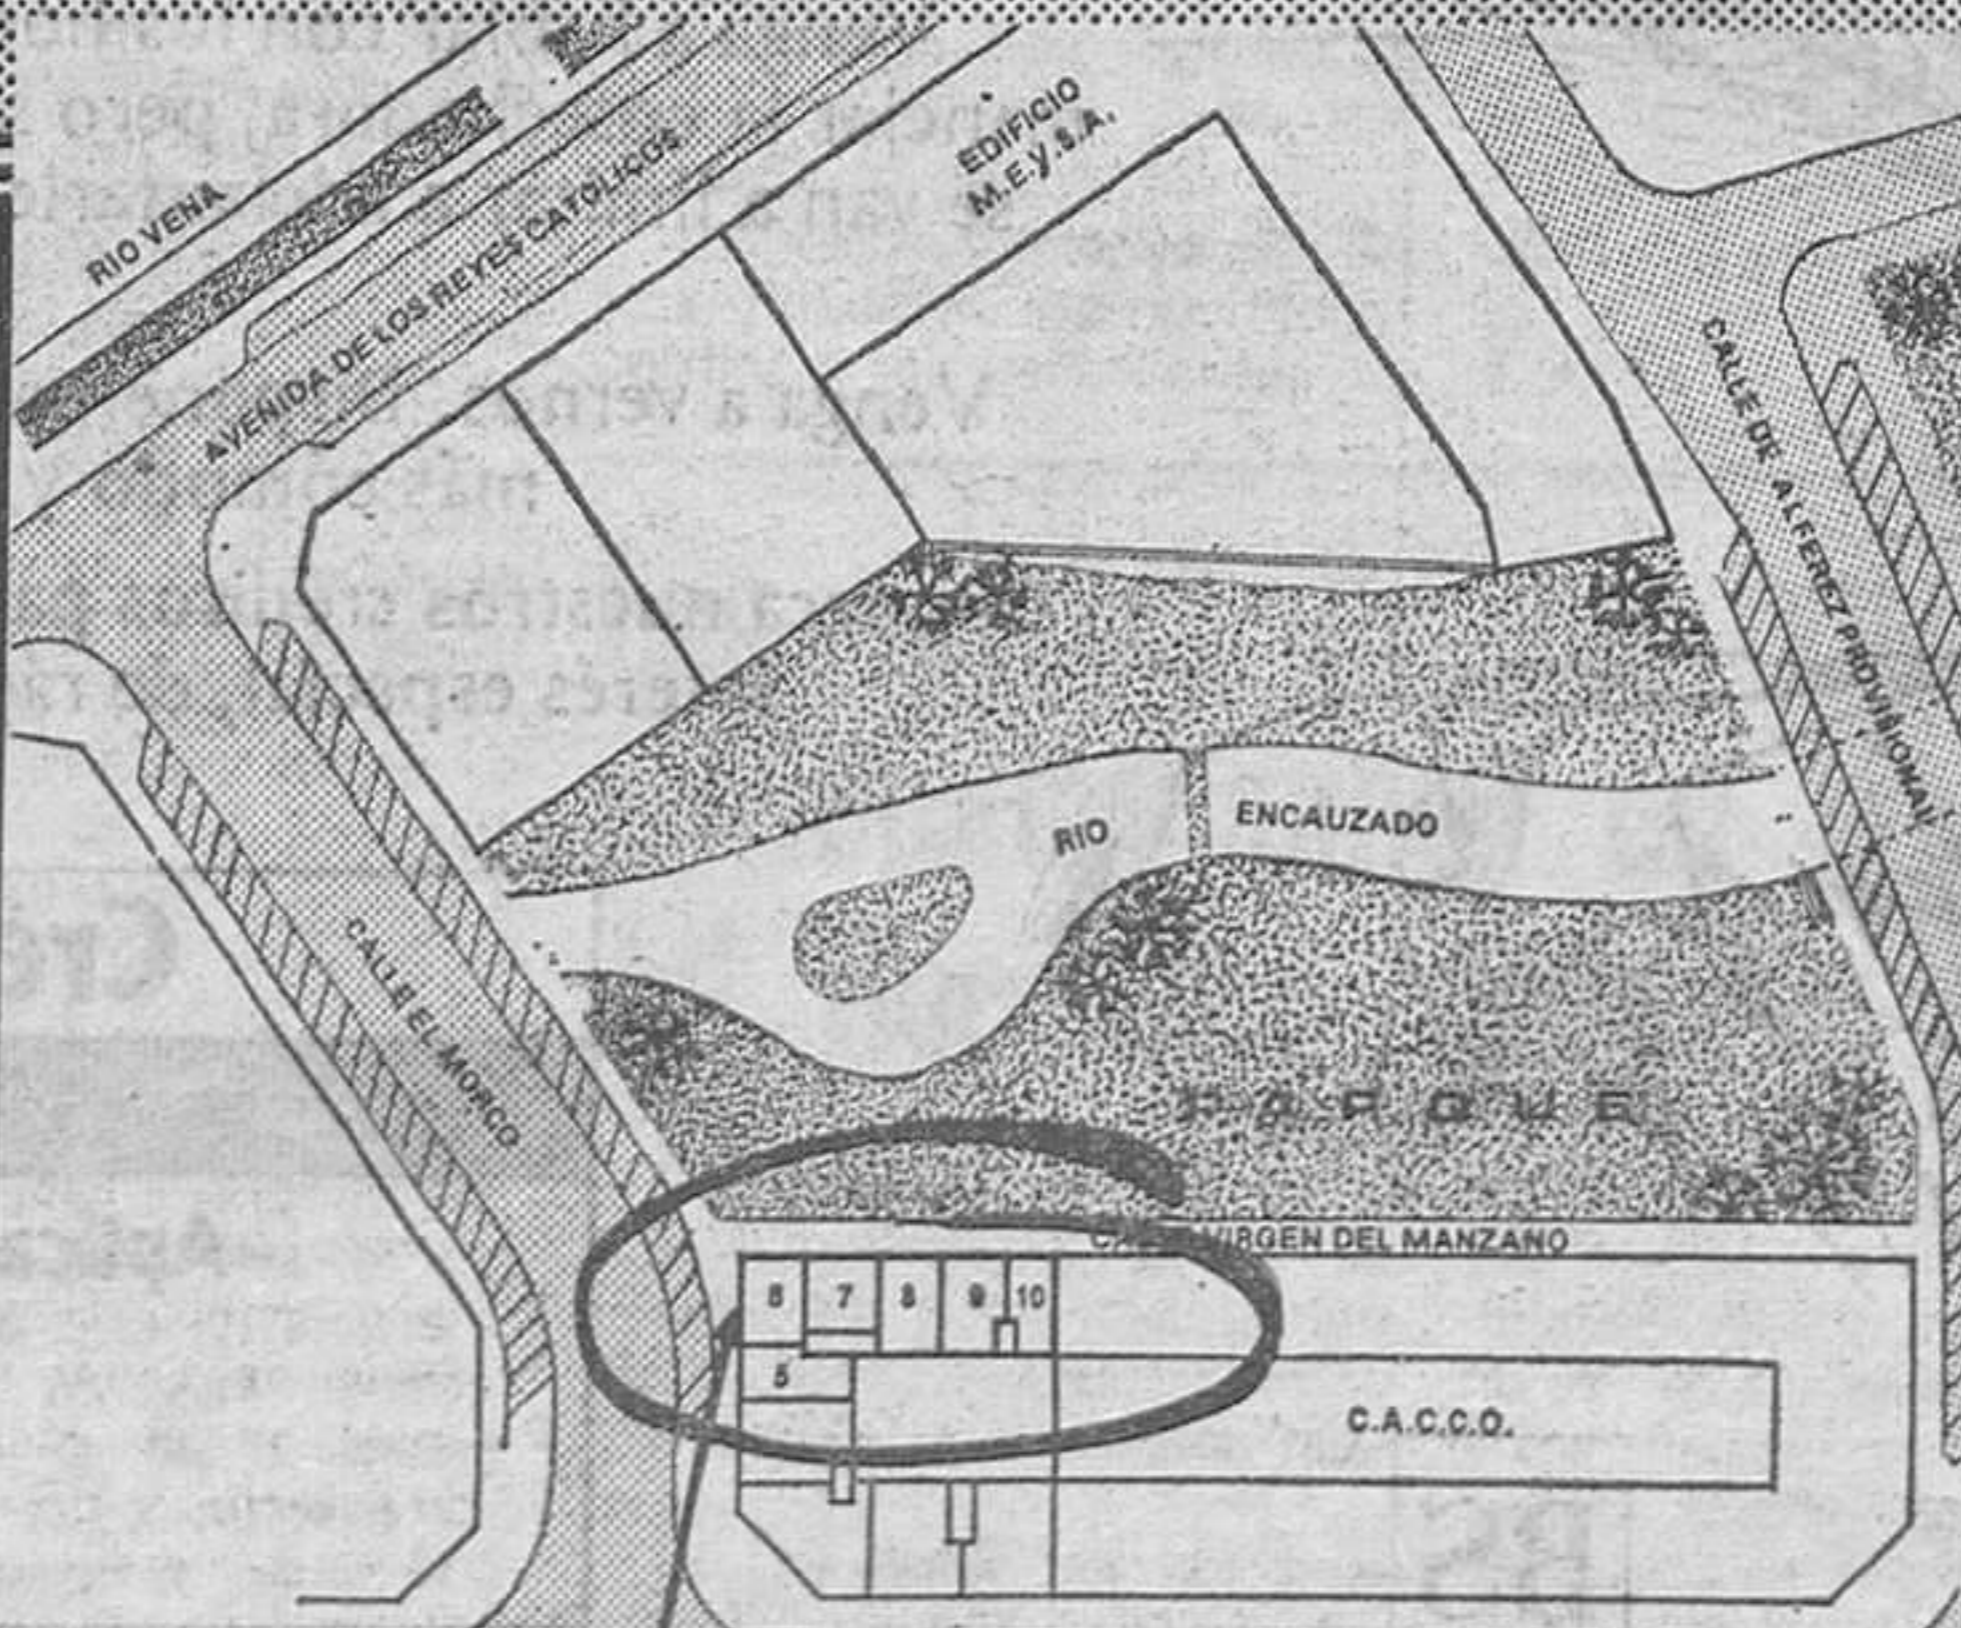 EDIFICIO
M.E.y.S.A.
RIO VENA
AVENIDA DE LOS REYES CATOLICOS
CALLE DE ALFEREZ PROVISIONAL
RIO
ENCAUZADO
CALLE EL MORCO
PARQUE
VIRGEN DEL MANZANO
6 7 8 9 10
5
C.A.C.C.O.